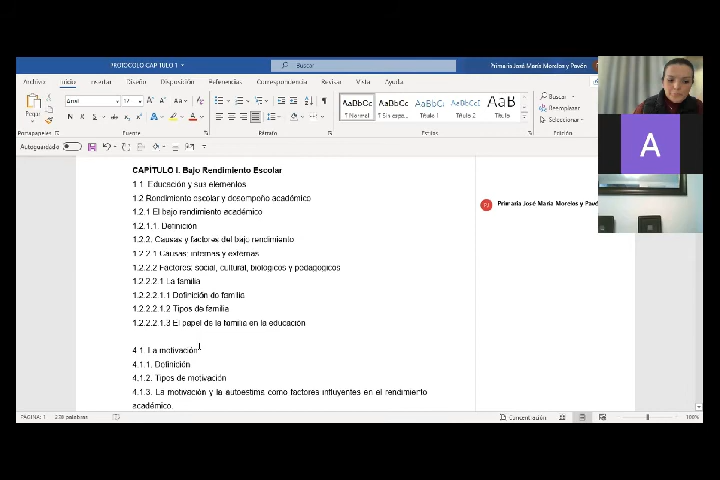 PROTOCOLO CAP ITULO 1
Buscar
Primaria José María Morelos y Pavón
Archivo Inicio Insertar Diseño Disposición Referencias Correspondencia Revisar Vista Ayuda
Arial 12 Aa
AaBbCc AaBbCc AaBbCc AaBbCc AaB
Buscar
Reemplazar
Seleccionar
Pegar
N K S
T Normal T Sin espa... Título 1 Título 2 Título
Portapapeles Párrafo Estilos Edición
Autoguardado
CAPÍTULO I. Bajo Rendimiento Escolar
1.1. Educación y sus elementos
1.2 Rendimiento escolar y desempeño académico
1.2.1 El bajo rendimiento académico
1.2.1.1. Definición
1.2.2. Causas y factores del bajo rendimiento
1.2.2.1 Causas: internas y externas
1.2.2.2 Factores: social, cultural, biológicos y pedagógicos
1.2.2.2.1 La familia
1.2.2.2.1.1 Definición de familia
1.2.2.2.1.2 Tipos de familia
1.2.2.2.1.3 El papel de la familia en la educación
4.1. La motivación
4.1.1. Definición
4.1.2. Tipos de motivación
4.1.3. La motivación y la autoestima como factores influyentes en el rendimiento
académico.
Primaria José María Morelos y Pavón
A
PÁGINA: 1
Concentración
100%